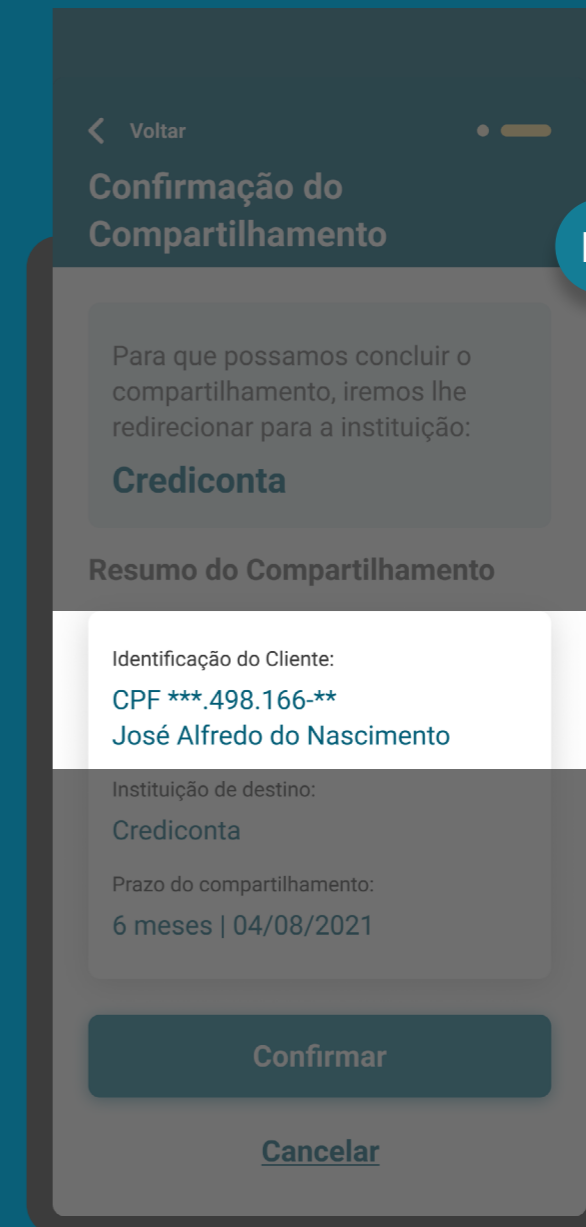 Voltar
Confirmação do
Compartilhamento
Para que possamos concluir o
compartilhamento, iremos lhe
redirecionar para a instituição:
Crediconta
Resumo do Compartilhamento
Identificação do Cliente:
CPF ***.498.166-**
José Alfredo do Nascimento
Instituição de destino:
Crediconta
Prazo do compartilhamento:
6 meses | 04/08/2021
Confirmar
Cancelar